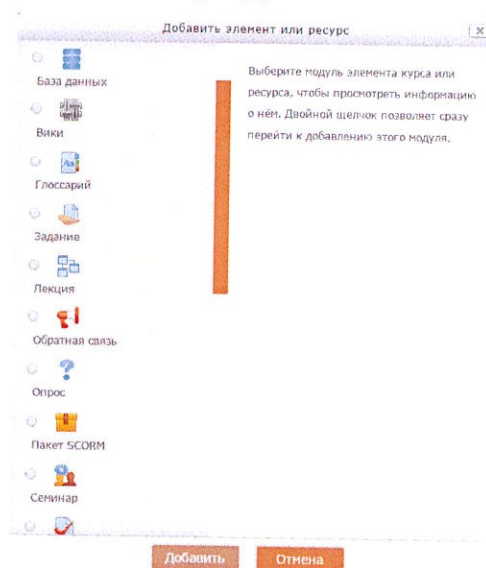 Добавить элемент или ресурс
База данных
Вики
Глоссарий
Задание
Лекция
Обратная связь
Опрос
Пакет SCORM
Семинар
Выберите модуль элемента курса или
ресурса, чтобы просмотреть информацию
о нём. Двойной щелчок позволяет сразу
перейти к добавлению этого модуля.
Добавить
Отмена